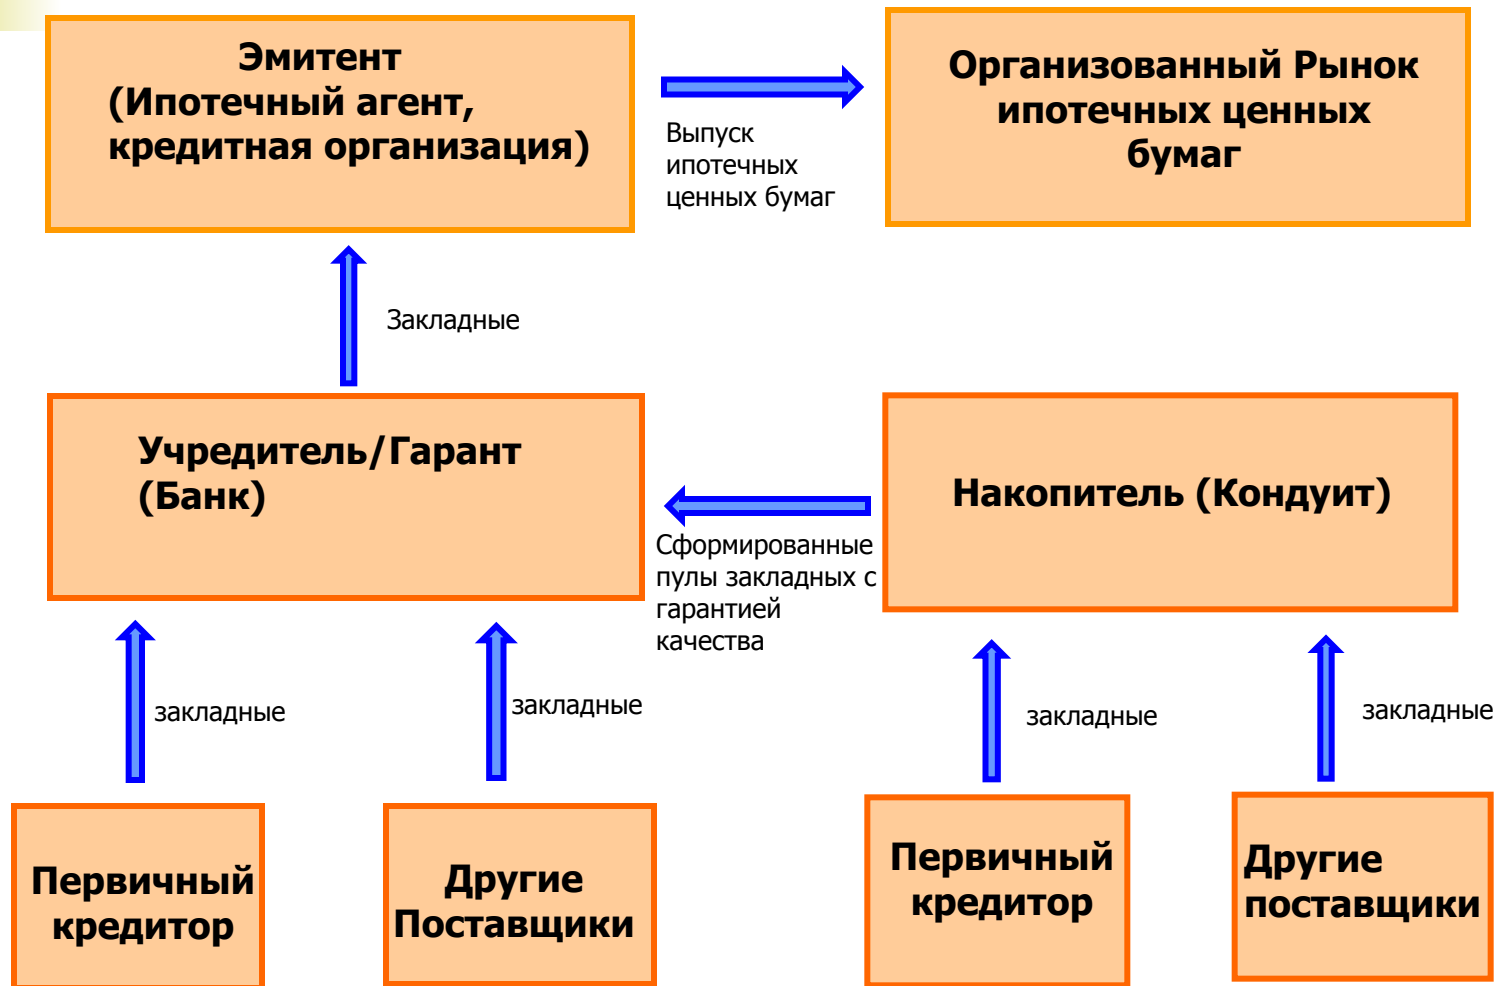 Эмитент
(Ипотечный агент,
кредитная организация)
Выпуск
ипотечных
ценных бумаг
Организованный Рынок
ипотечных ценных
бумаг
Закладные
Учредитель/Гарант
(Банк)
Сформированные
пулы закладных с
гарантией
качества
Накопитель (Кондуит)
закладные
закладные
закладные
закладные
Первичный
кредитор
Другие
Поставщики
Первичный
кредитор
Другие
поставщики